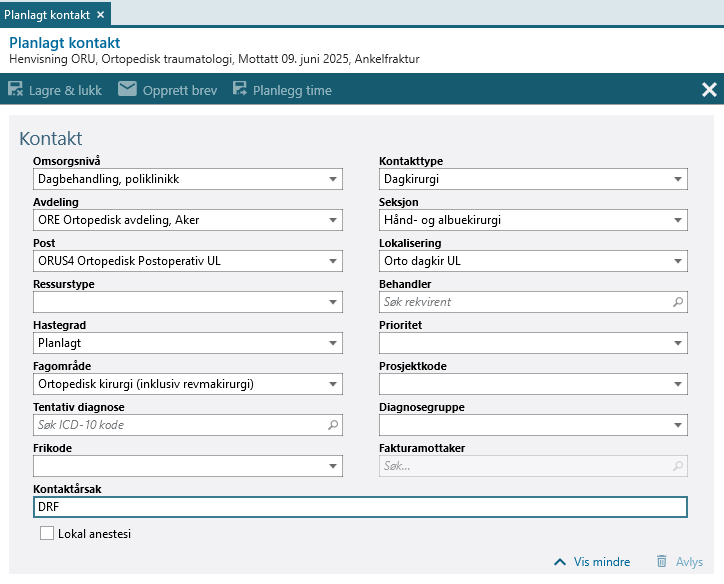 Planlagt kontakt ×
Planlagt kontakt
Henvisning ORU, Ortopedisk traumatologi, Mottatt 09. juni 2025, Ankelfraktur
Lagre & lukk Opprett brev Planlegg time
Kontakt
Omsorgsnivå Kontakttype
Dagbehandling, poliklinikk Dagkirurgi
Avdeling Seksjon
ORE Ortopedisk avdeling, Aker Hånd- og albuekirurgi
Post Lokalisering
ORUS4 Ortopedisk Postoperativ UL Orto dagkir UL
Ressurstype Behandler
Søk rekvirent
Hastegrad Prioritet
Planlagt
Fagområde Prosjektkode
Ortopedisk kirurgi (inklusiv revmakirurgi)
Tentativ diagnose Diagnosegruppe
Søk ICD-10 kode
Frikode Fakturamottaker
Søk...
Kontaktårsak
DRF
Lokal anestesi
Vis mindre Avlys